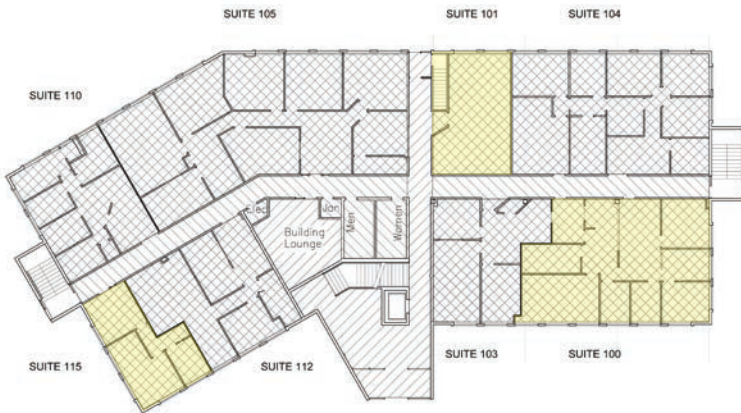 SUITE 105
SUITE 101
SUITE 104
SUITE 110
Elec
Jan
Men
Women
Building
Lounge
SUITE 103
SUITE 100
SUITE 115
SUITE 112